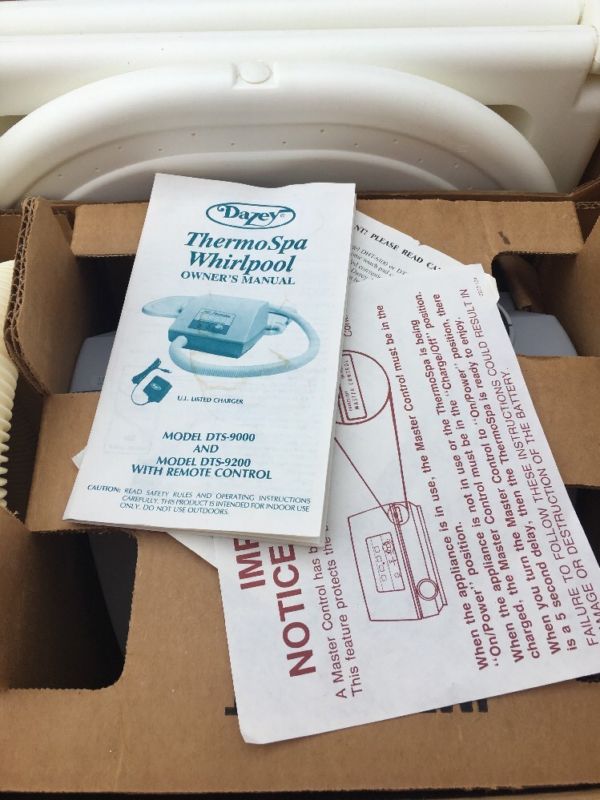 Dazey®
ThermoSpa
Whirlpool
OWNER'S MANUAL
U.L. LISTED CHARGER
MODEL DTS-9000
AND
MODEL DTS-9200
WITH REMOTE CONTROL
CAUTION: READ SAFETY RULES AND OPERATING INSTRUCTIONS
CAREFULLY. THIS PRODUCT IS INTENDED FOR INDOOR USE
ONLY. DO NOT USE OUTDOORS.
NT! PLEASE READ CA
NOTICE
A Master Control has b
This feature protects the
MASTER CONTROL
When the appliance is in use, the Master Control must be in the
"On/Power" position.
When the appliance is not in use or the ThermoSpa is being
charged, the Master Control must be in the "Charge/Off" position.
When you turn the Master Control to "On/Power" position, there
is a 5 second delay, then the ThermoSpa is ready to enjoy.
FAILURE TO FOLLOW THESE INSTRUCTIONS COULD RESULT IN
DESTRUCTION OF THE BATTERY.